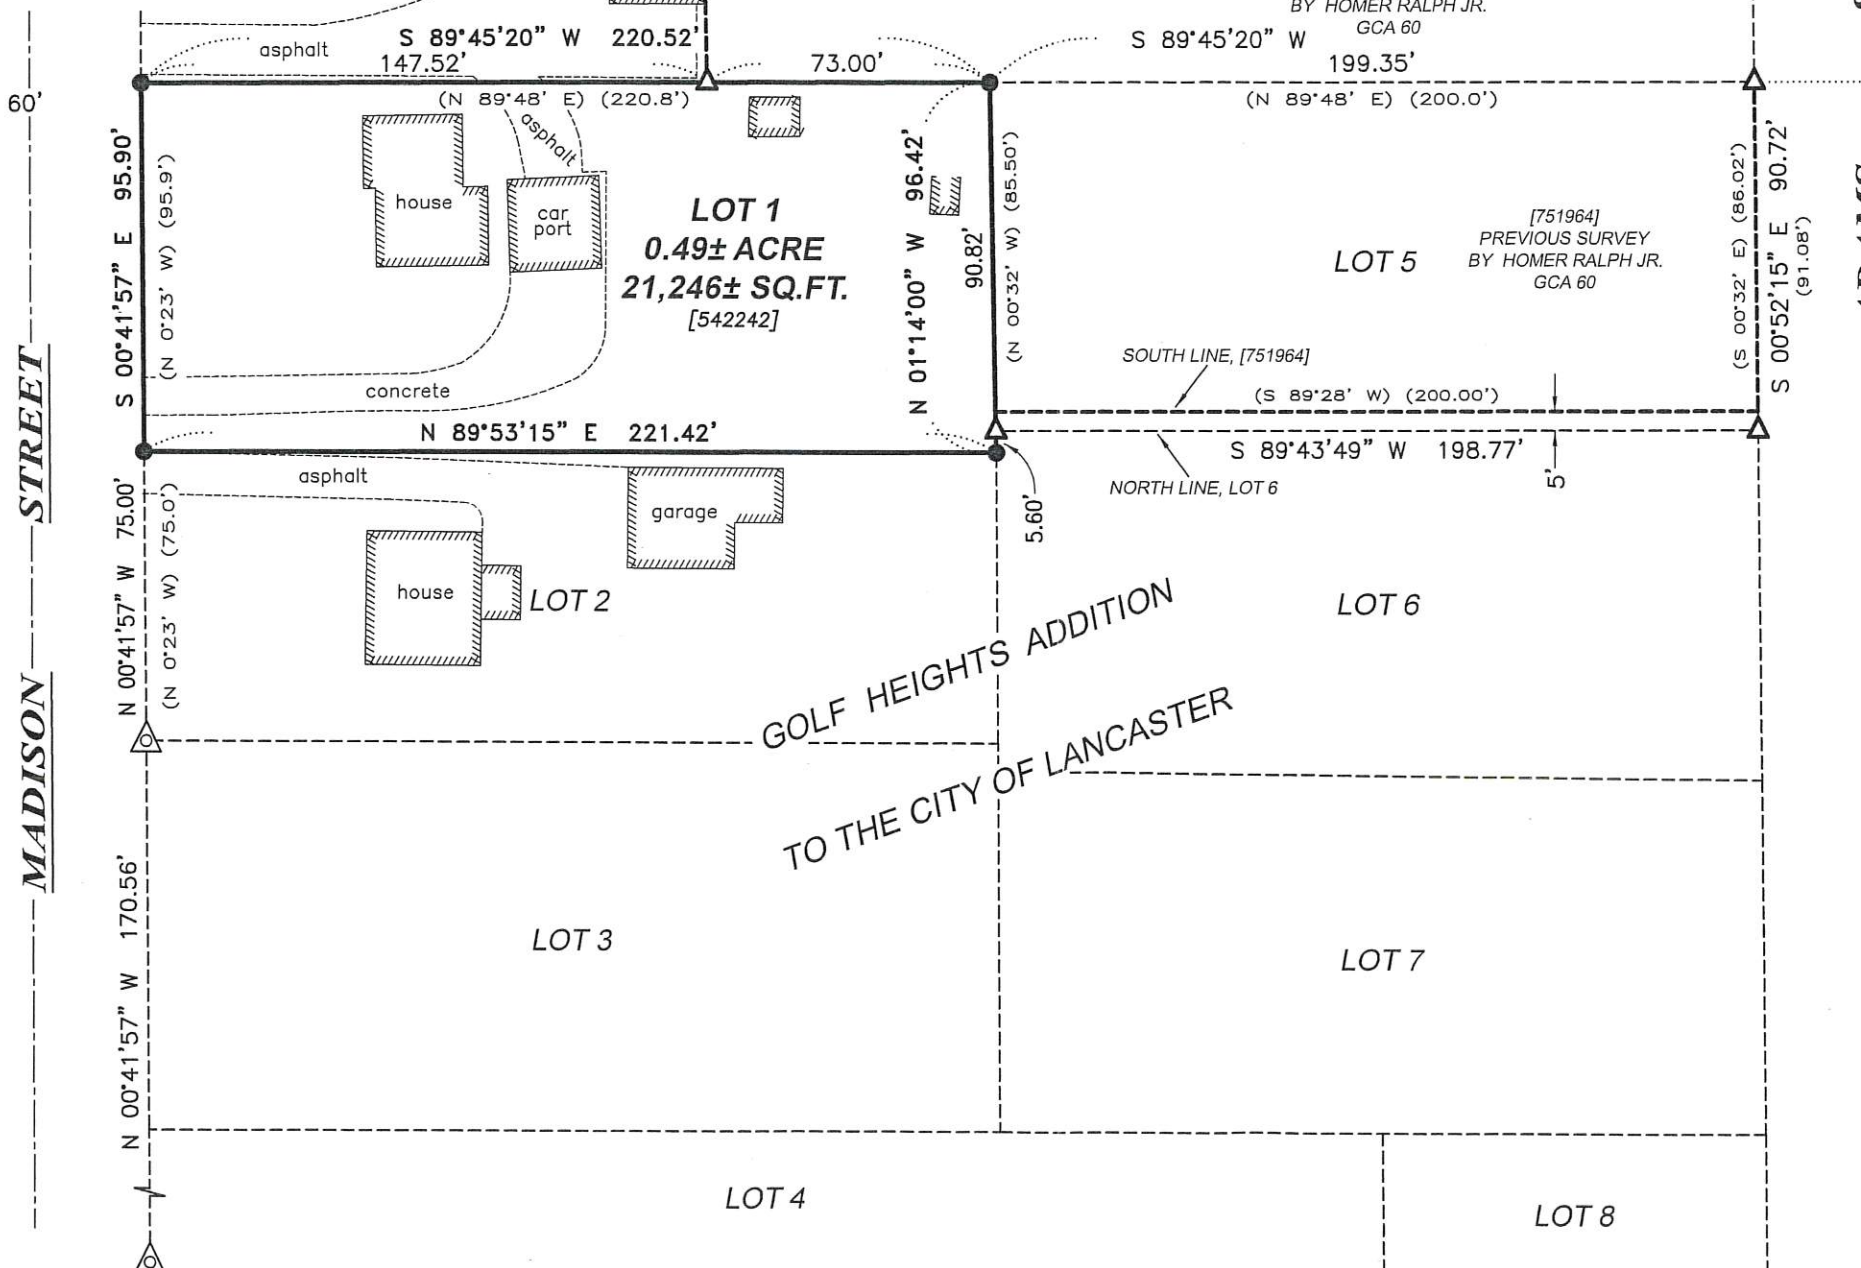 BY HOMER RALPH JR.
GCA 60
S 89°45'20" W 220.52'
S 89°45'20" W
asphalt
147.52'
73.00'
199.35'
60'
(N 89°48' E) (220.8')
(N 89°48' E) (200.0')
asphalt
S 00°41'57" E 95.90'
(N 0°23' W) (95.9')
house
car
port
LOT 1
0.49± ACRE
21,246± SQ.FT.
[542242]
N 01°14'00" W 96.42'
90.82'
(N 00°32' W) (85.50')
LOT 5
[751964]
PREVIOUS SURVEY
BY HOMER RALPH JR.
GCA 60
(S 00°32' E) (86.02')
S 00°52'15" E 90.72'
(91.08')
SOUTH LINE, [751964]
concrete
(S 89°28' W) (200.00')
N 89°53'15" E 221.42'
S 89°43'49" W 198.77'
5'
NORTH LINE, LOT 6
5.60'
MADISON STREET
asphalt
garage
N 00°41'57" W 75.00'
(N 0°23' W) (75.0')
house
LOT 2
LOT 6
GOLF HEIGHTS ADDITION
TO THE CITY OF LANCASTER
N 00°41'57" W 170.56'
LOT 3
LOT 7
LOT 4
LOT 8